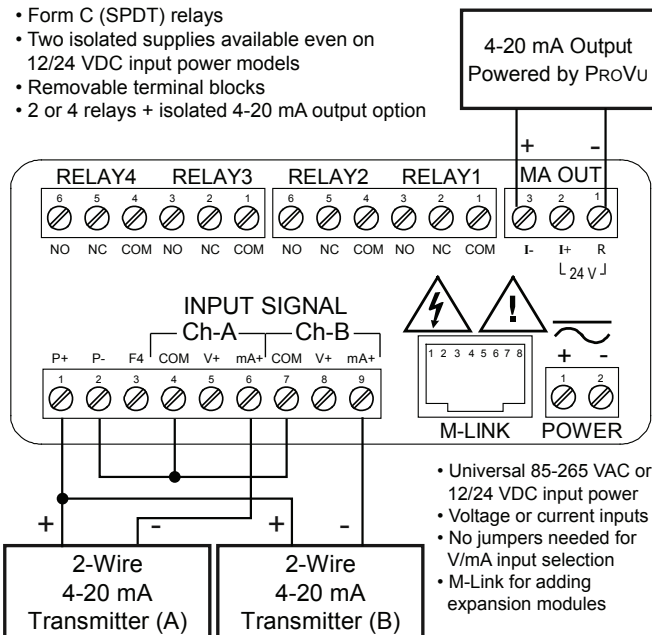 • Form C (SPDT) relays
• Two isolated supplies available even on
12/24 VDC input power models
• Removable terminal blocks
• 2 or 4 relays + isolated 4-20 mA output option
4-20 mA Output
Powered by PROVU
+ -
RELAY4 RELAY3 RELAY2 RELAY1 MA OUT
6 5 4 3 2 1 6 5 4 3 2 1 3 2 1
NO NC COM NO NC COM NO NC COM NO NC COM I- I+ R
24 V
INPUT SIGNAL
Ch-A Ch-B
P+ P- F4 COM V+ mA+ COM V+ mA+
1 2 3 4 5 6 7 8 9
!
1 2 3 4 5 6 7 8
+ -
1 2
M-LINK POWER
+ - + -
2-Wire
4-20 mA
Transmitter (A)
2-Wire
4-20 mA
Transmitter (B)
• Universal 85-265 VAC or
12/24 VDC input power
• Voltage or current inputs
• No jumpers needed for
V/mA input selection
• M-Link for adding
expansion modules